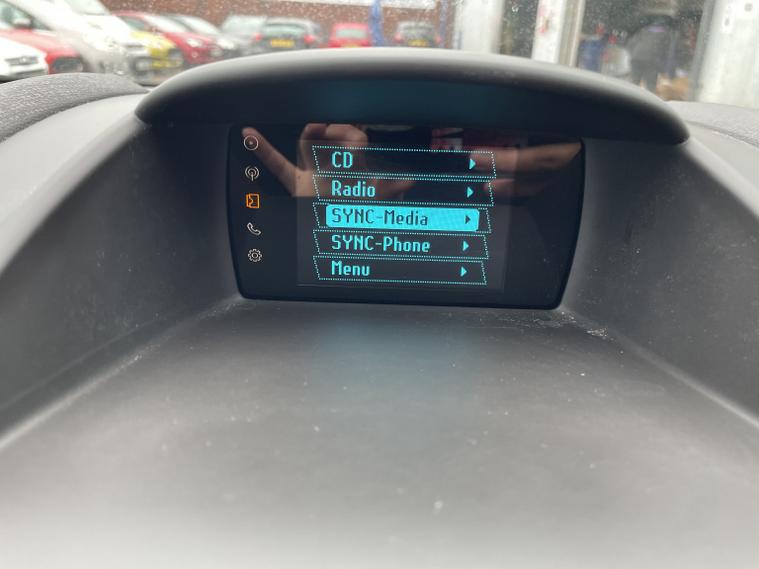 CD
Radio
SYNC-Media
SYNC-Phone
Menu